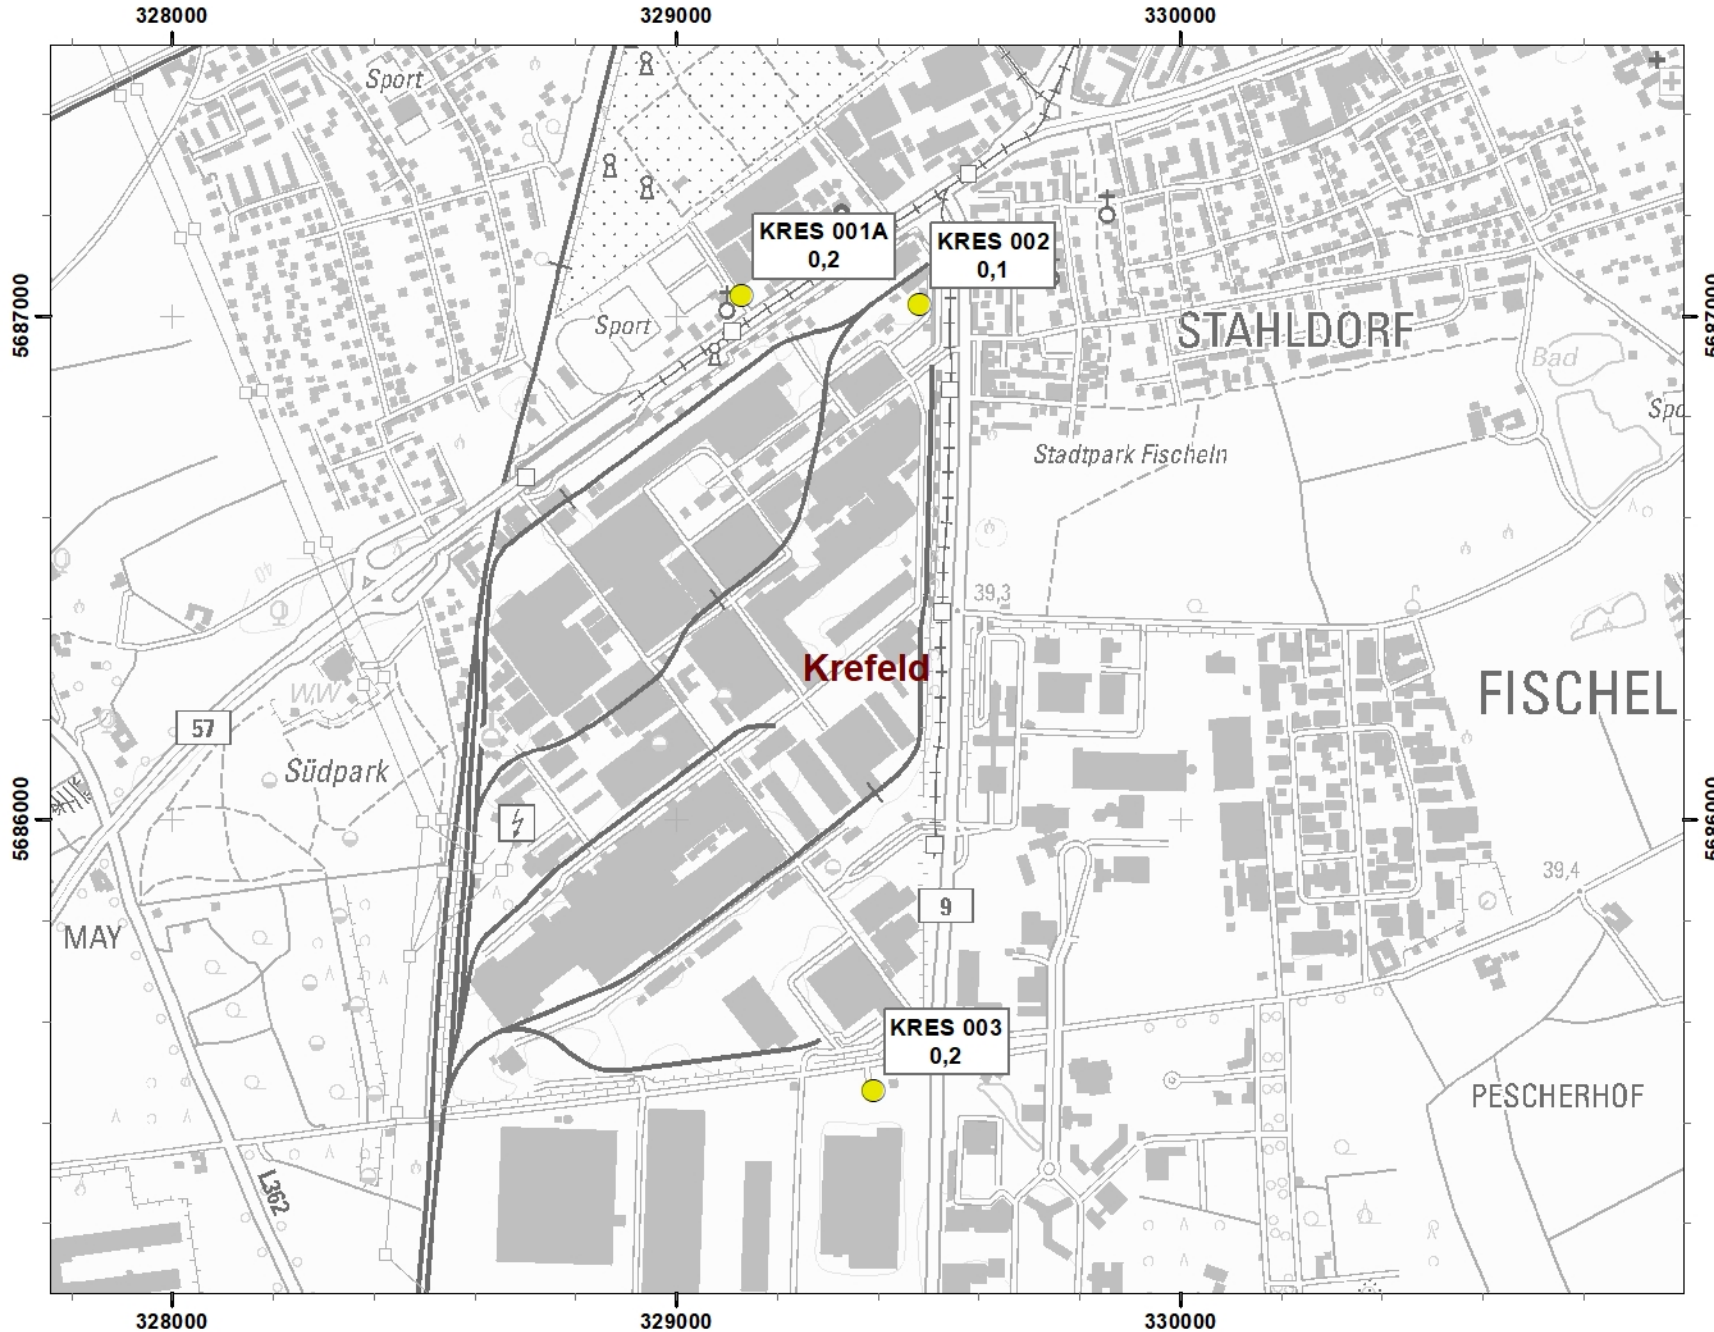 328000
329000
330000
Sport
KRES 001A
0,2
KRES 002
0,1
5687000
5687000
Sport
STAHLDORF
Bad
Spo
Stadtpark Fischeln
40
39,3
Krefeld
WW
57
FISCHEL
Südpark
5686000
5686000
39,4
9
MAY
KRES 003
0,2
PESCHERHOF
L362
328000
329000
330000